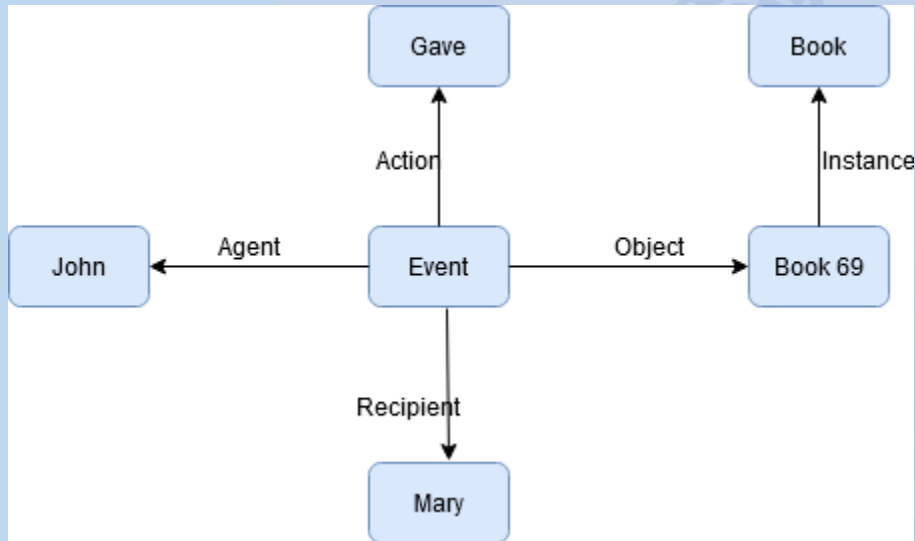 Gave
Book
Action
Instance
John
Agent
Event
Object
Book 69
Recipient
Mary